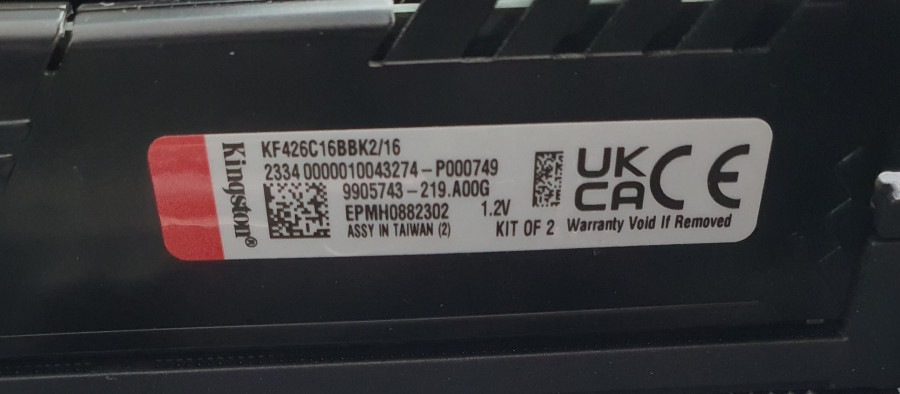 Kingston®
KF426C16BBK2/16
2334 0000010043274-P000749
9905743-219.A00G
EPMH0882302 1.2V
ASSY IN TAIWAN (2) KIT OF 2
UK
CA
CE
Warranty Void If Removed